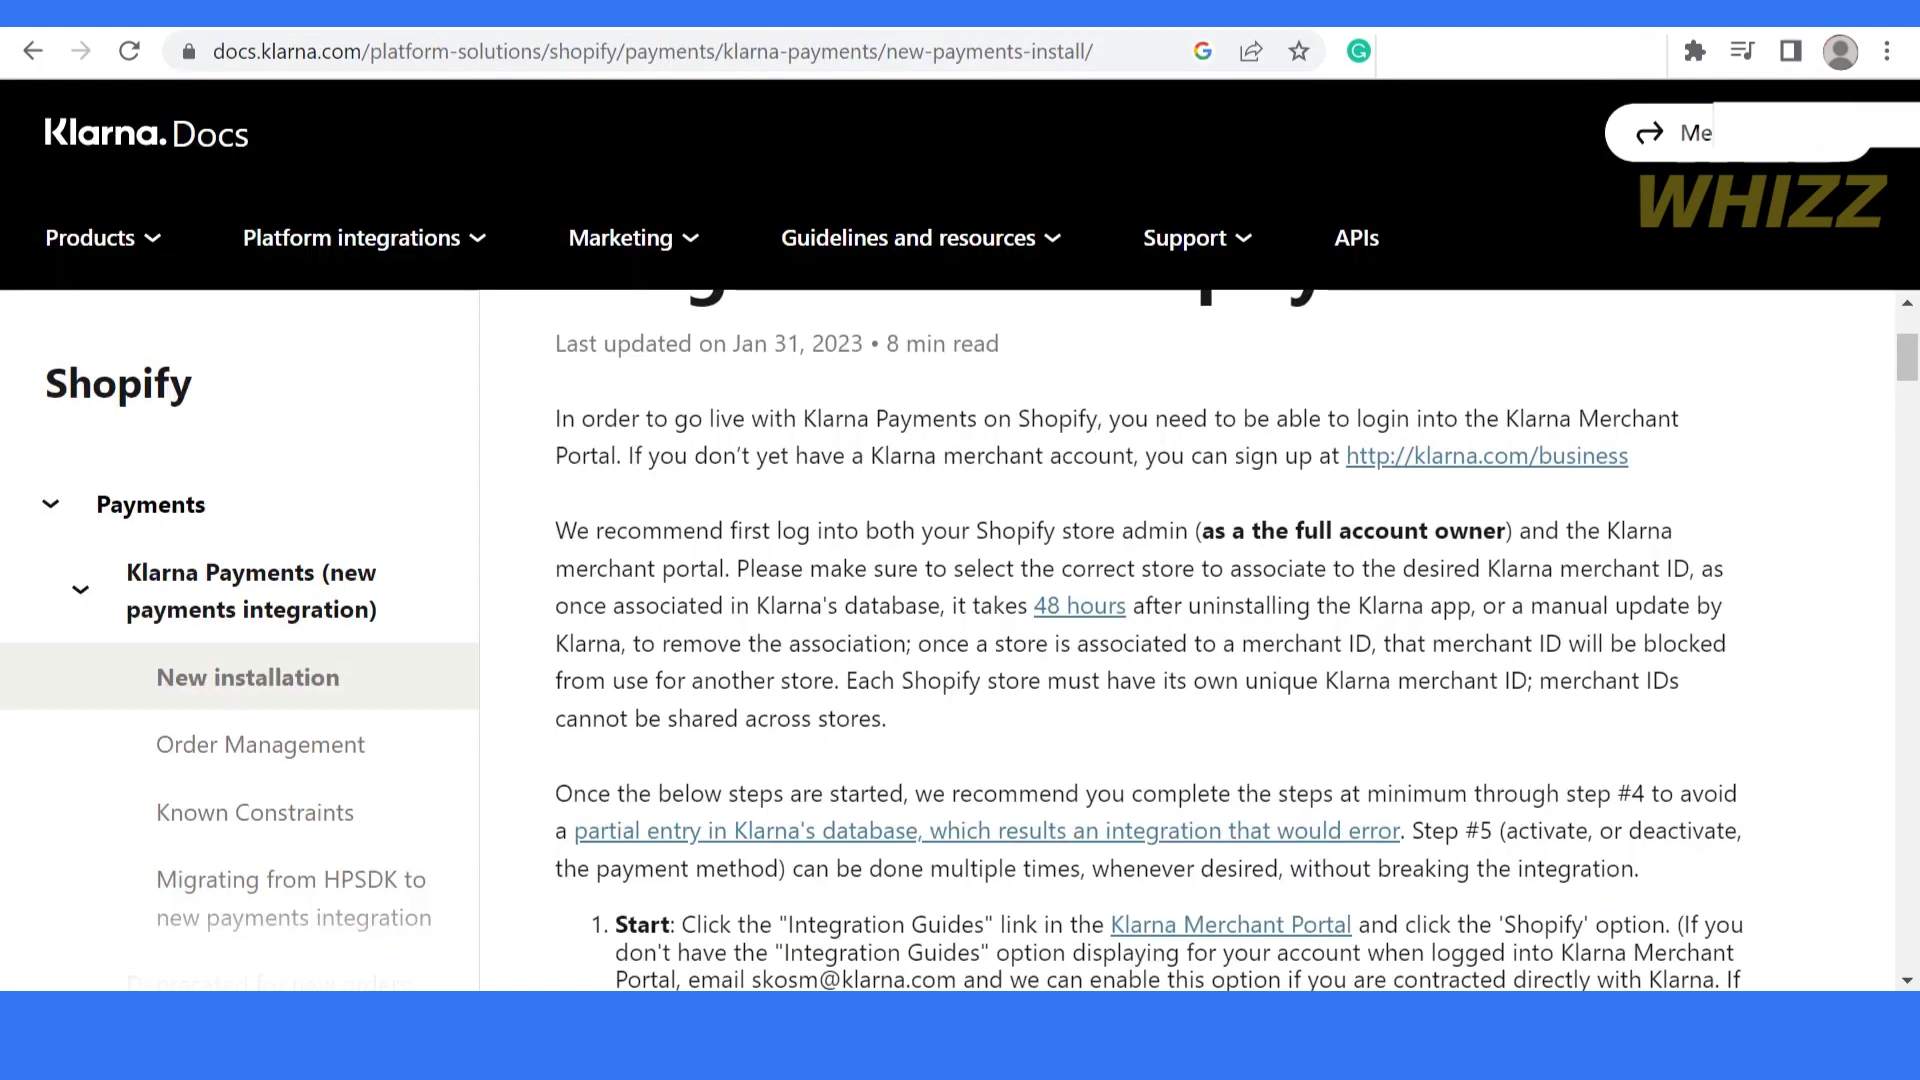 docs.klarna.com/platform-solutions/shopify/payments/klarna-payments/new-payments-install/
Klarna. Docs
Me
WHIZZ
Products
Platform integrations
Marketing
Guidelines and resources
Support
APIs
Shopify
Payments
Klarna Payments (new
payments integration)
New installation
Order Management
Known Constraints
Migrating from HPSDK to
new payments integration
Last updated on Jan 31, 2023 • 8 min read
In order to go live with Klarna Payments on Shopify, you need to be able to login into the Klarna Merchant
Portal. If you don't yet have a Klarna merchant account, you can sign up at http://klarna.com/business
We recommend first log into both your Shopify store admin (as a the full account owner) and the Klarna
merchant portal. Please make sure to select the correct store to associate to the desired Klarna merchant ID, as
once associated in Klarna's database, it takes 48 hours after uninstalling the Klarna app, or a manual update by
Klarna, to remove the association; once a store is associated to a merchant ID, that merchant ID will be blocked
from use for another store. Each Shopify store must have its own unique Klarna merchant ID; merchant IDs
cannot be shared across stores.
Once the below steps are started, we recommend you complete the steps at minimum through step #4 to avoid
a partial entry in Klarna's database, which results an integration that would error. Step #5 (activate, or deactivate,
the payment method) can be done multiple times, whenever desired, without breaking the integration.
1. Start: Click the "Integration Guides" link in the Klarna Merchant Portal and click the 'Shopify' option. (If you
don't have the "Integration Guides" option displaying for your account when logged into Klarna Merchant
Portal, email skosm@klarna.com and we can enable this option if you are contracted directly with Klarna. If